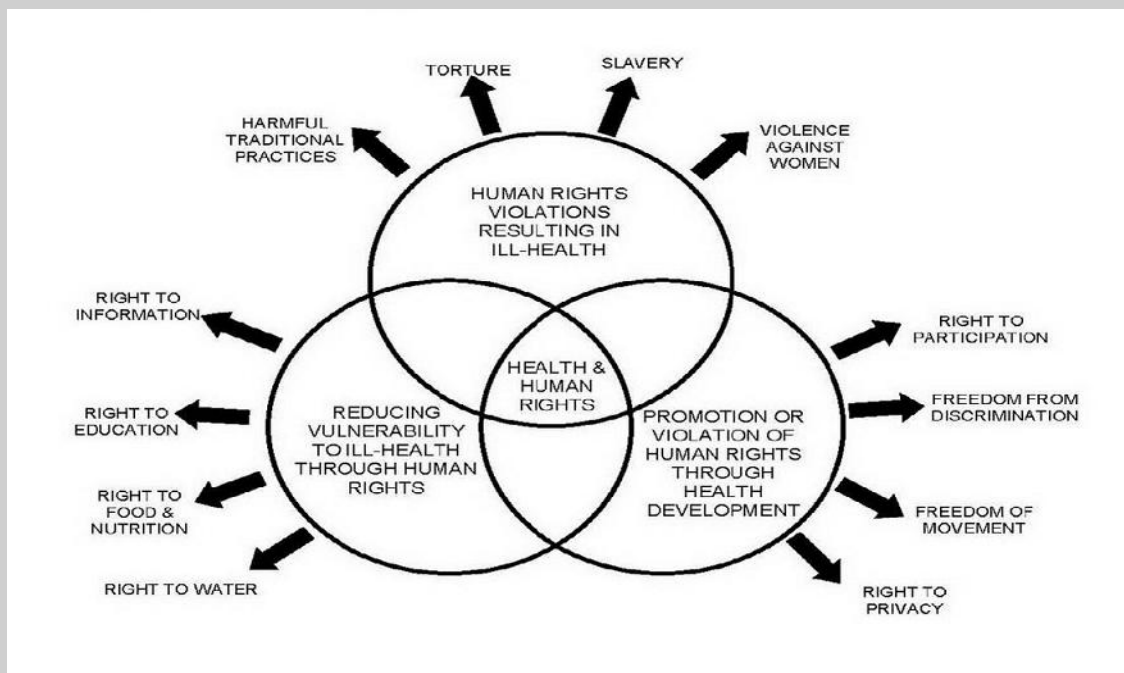 TORTURE
SLAVERY
HARMFUL
TRADITIONAL
PRACTICES
VIOLENCE
AGAINST
WOMEN
HUMAN RIGHTS
VIOLATIONS
RESULTING IN
ILL-HEALTH
RIGHT TO
INFORMATION
RIGHT TO
PARTICIPATION
HEALTH &
HUMAN
RIGHTS
RIGHT TO
EDUCATION
REDUCING
VULNERABILITY
TO ILL-HEALTH
THROUGH HUMAN
RIGHTS
PROMOTION OR
VIOLATION OF
HUMAN RIGHTS
THROUGH
HEALTH
DEVELOPMENT
FREEDOM FROM
DISCRIMINATION
RIGHT TO
FOOD &
NUTRITION
FREEDOM OF
MOVEMENT
RIGHT TO WATER
RIGHT TO
PRIVACY